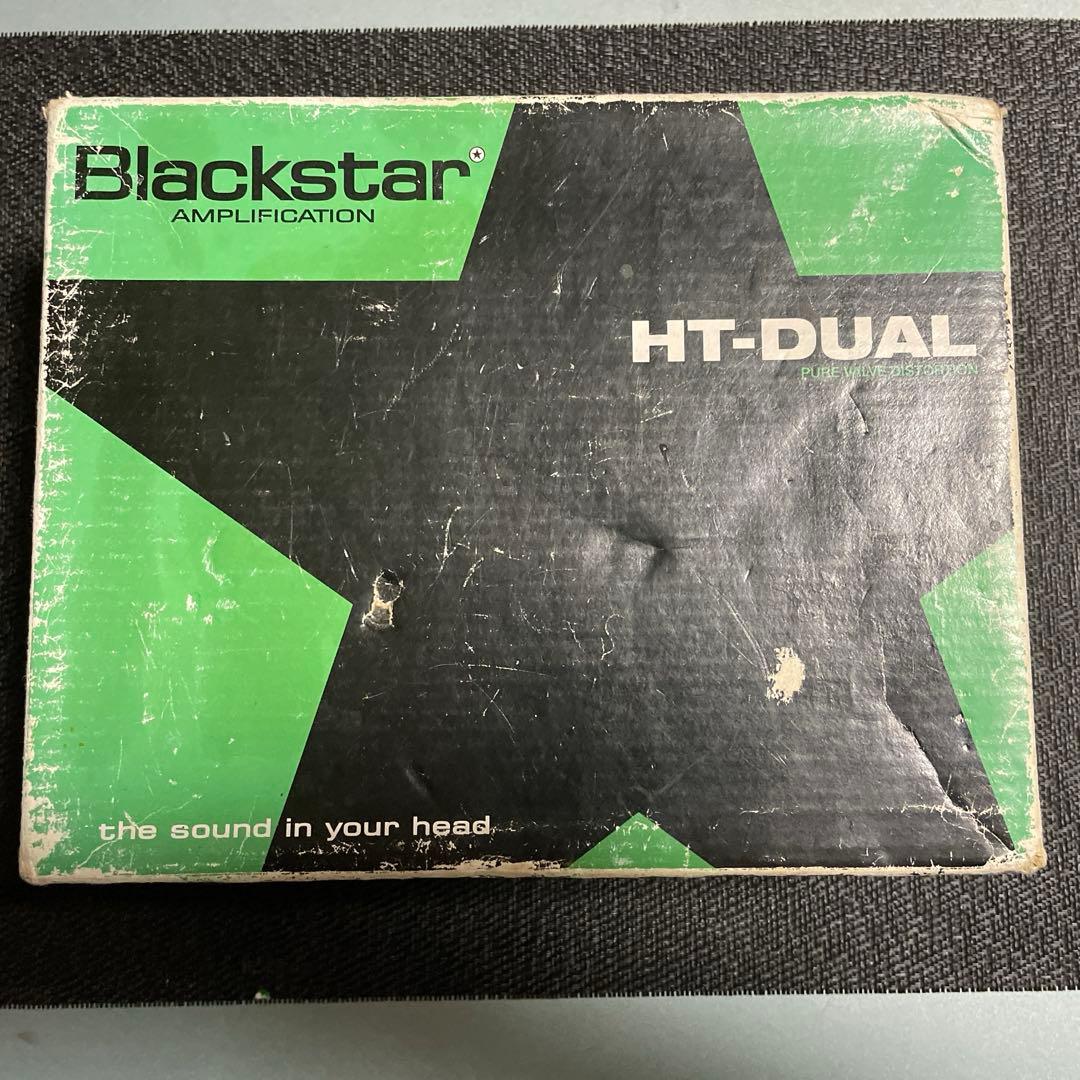 Blackstar®
AMPLIFICATION
HT-DUAL
PURE VALVE DISTORTION
the sound in your head